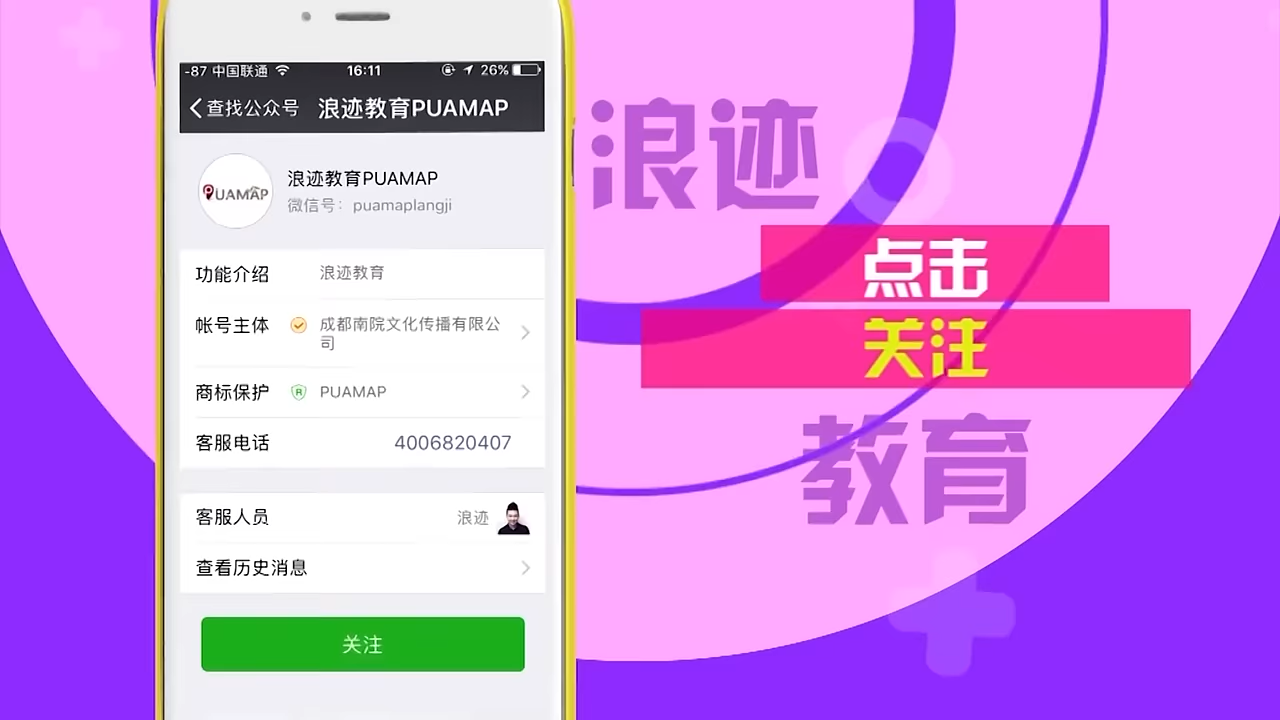 -87 中国联通 16:11 26%
查找公众号 浪迹教育PUAMAP
PUAMAP
浪迹教育PUAMAP
微信号: puamaplangji
功能介绍 浪迹教育
帐号主体 成都南院文化传播有限公
司
商标保护 R PUAMAP
客服电话 4006820407
客服人员 浪迹
查看历史消息
关注
浪迹
点击
关注
教育